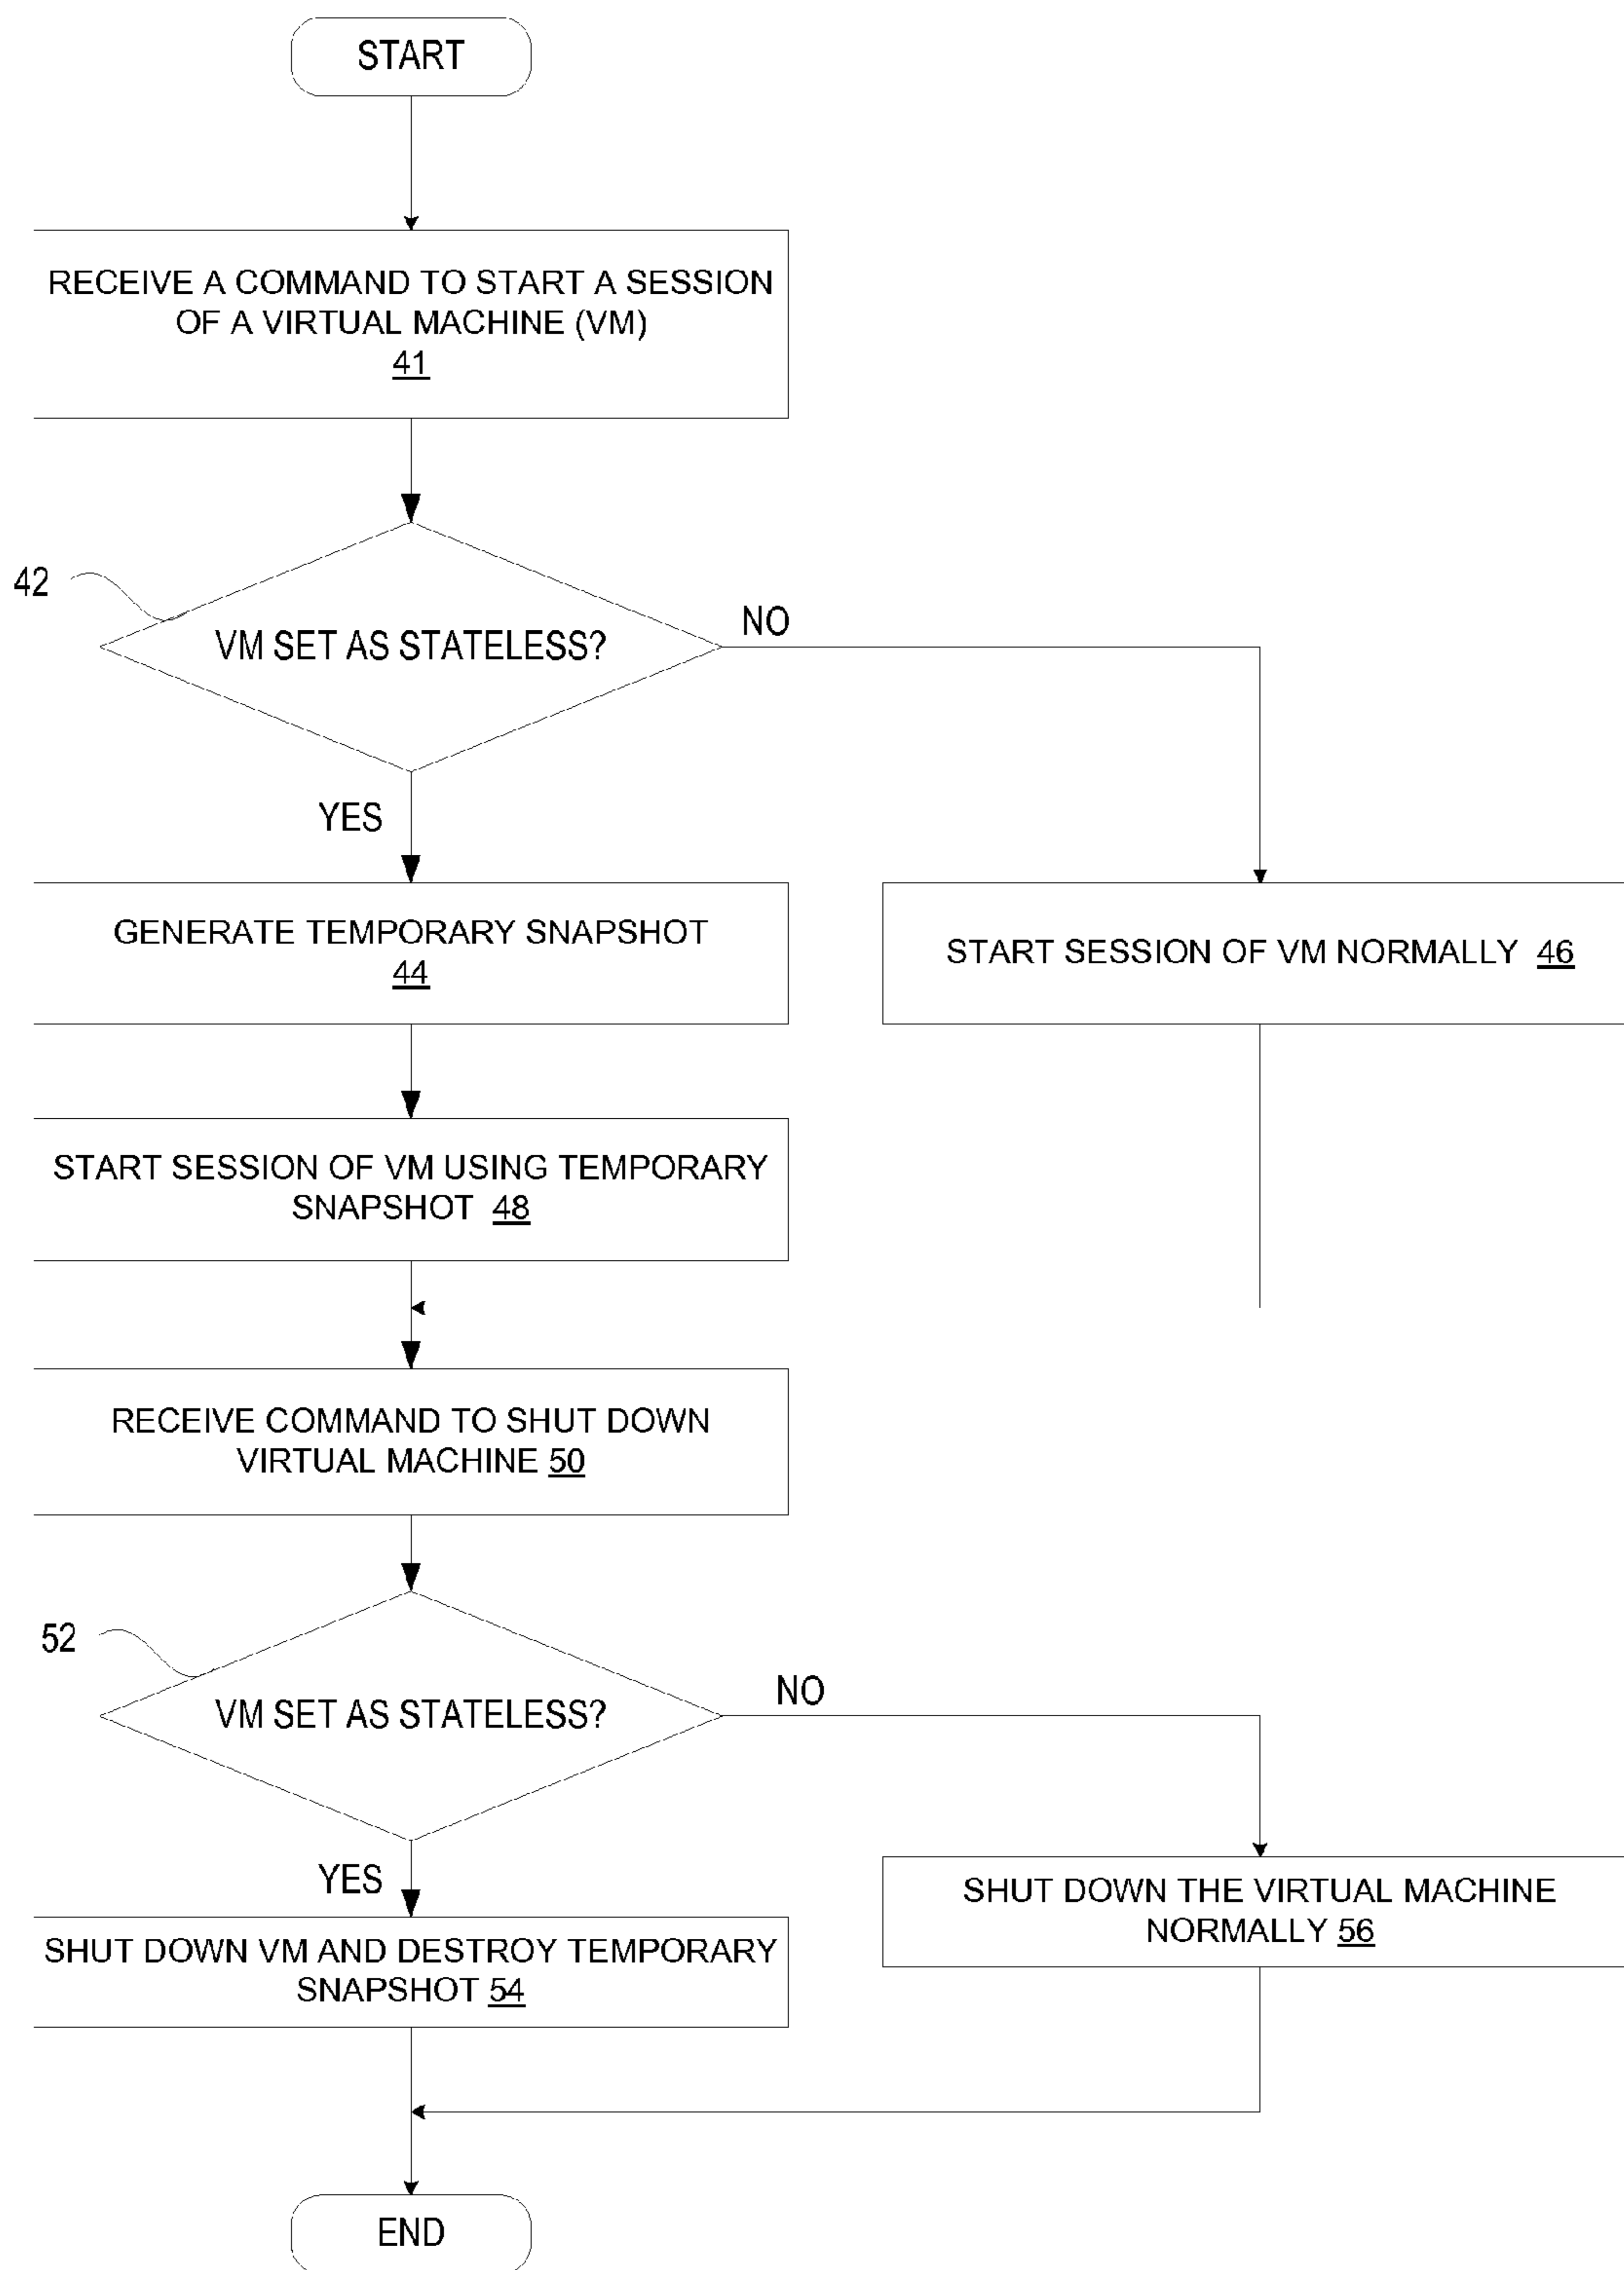 START
RECEIVE A COMMAND TO START A SESSION
OF A VIRTUAL MACHINE (VM)
41
42
VM SET AS STATELESS?
NO
YES
GENERATE TEMPORARY SNAPSHOT
44
START SESSION OF VM NORMALLY 46
START SESSION OF VM USING TEMPORARY
SNAPSHOT 48
RECEIVE COMMAND TO SHUT DOWN
VIRTUAL MACHINE 50
52
VM SET AS STATELESS?
NO
YES
SHUT DOWN THE VIRTUAL MACHINE
NORMALLY 56
SHUT DOWN VM AND DESTROY TEMPORARY
SNAPSHOT 54
END